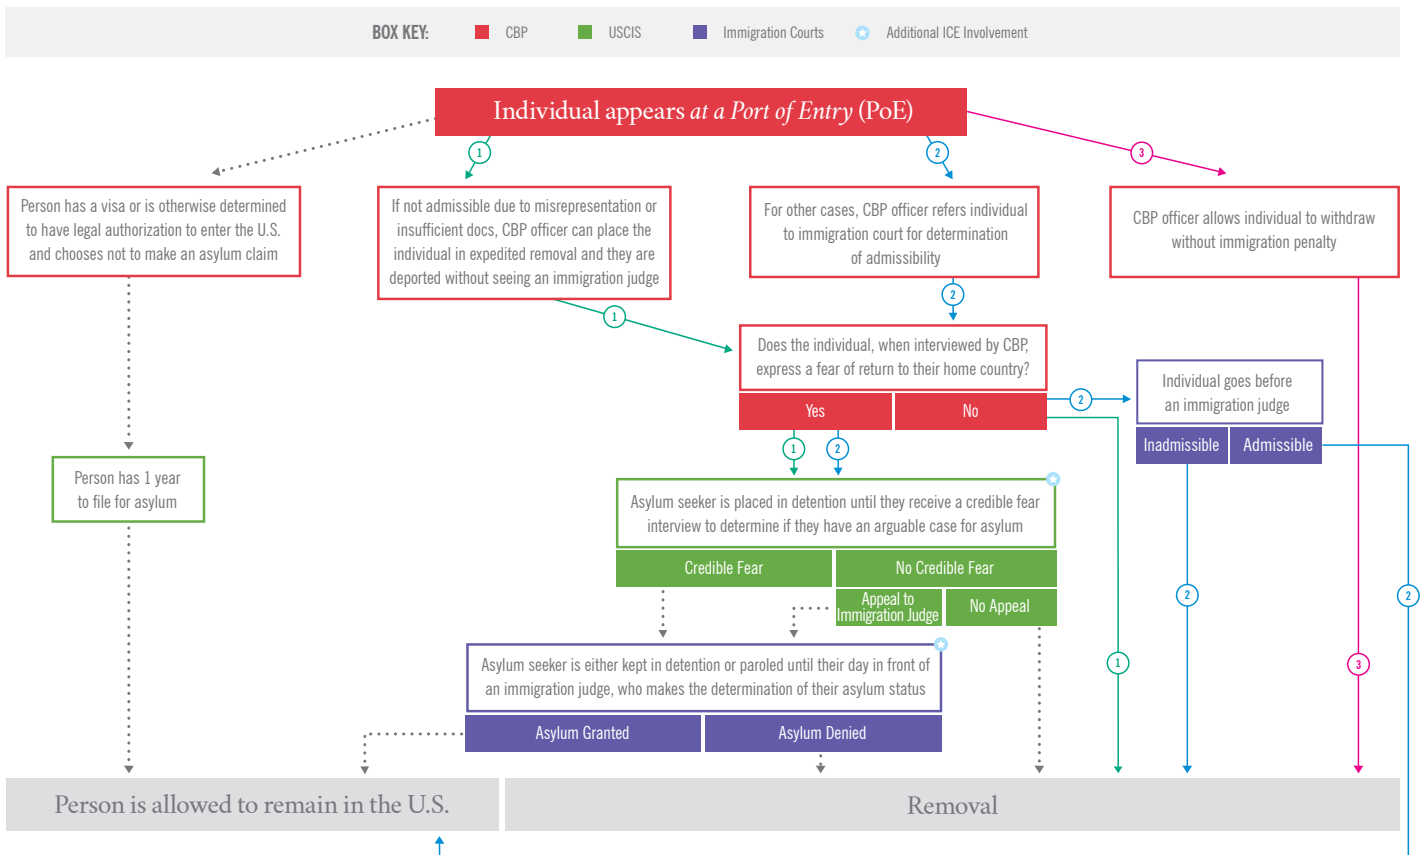 BOX KEY: CBP USCIS Immigration Courts Additional ICE Involvement
Individual appears at a Port of Entry (PoE)
1
2
3
Person has a visa or is otherwise determined
to have legal authorization to enter the U.S.
and chooses not to make an asylum claim
If not admissible due to misrepresentation or
insufficient docs, CBP officer can place the
individual in expedited removal and they are
deported without seeing an immigration judge
For other cases, CBP officer refers individual
to immigration court for determination
of admissibility
CBP officer allows individual to withdraw
without immigration penalty
1
2
Does the individual, when interviewed by CBP,
express a fear of return to their home country?
Yes
No
2
Individual goes before
an immigration judge
Inadmissible
Admissible
1
2
Person has 1 year
to file for asylum
Asylum seeker is placed in detention until they receive a credible fear
interview to determine if they have an arguable case for asylum
Credible Fear
No Credible Fear
Appeal to
Immigration Judge
No Appeal
2
2
Asylum seeker is either kept in detention or paroled until their day in front of
an immigration judge, who makes the determination of their asylum status
1
3
Asylum Granted
Asylum Denied
Person is allowed to remain in the U.S.
Removal